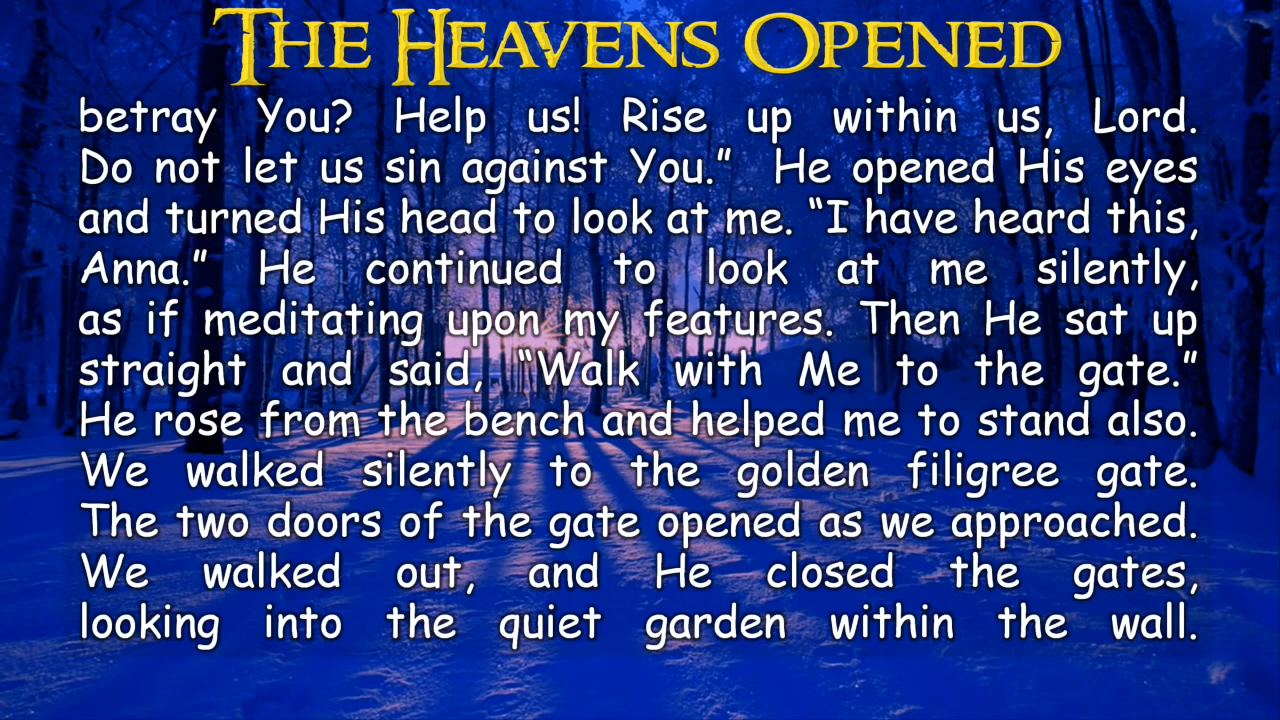 THE HEAVENS OPENED
betray You? Help us! Rise up within us, Lord.
Do not let us sin against You.” He opened His eyes
and turned His head to look at me. “I have heard this,
Anna.” He continued to look at me silently,
as if meditating upon my features. Then He sat up
straight and said, “Walk with Me to the gate.”
He rose from the bench and helped me to stand also.
We walked silently to the golden filigree gate.
The two doors of the gate opened as we approached.
We walked out, and He closed the gates,
looking into the quiet garden within the wall.